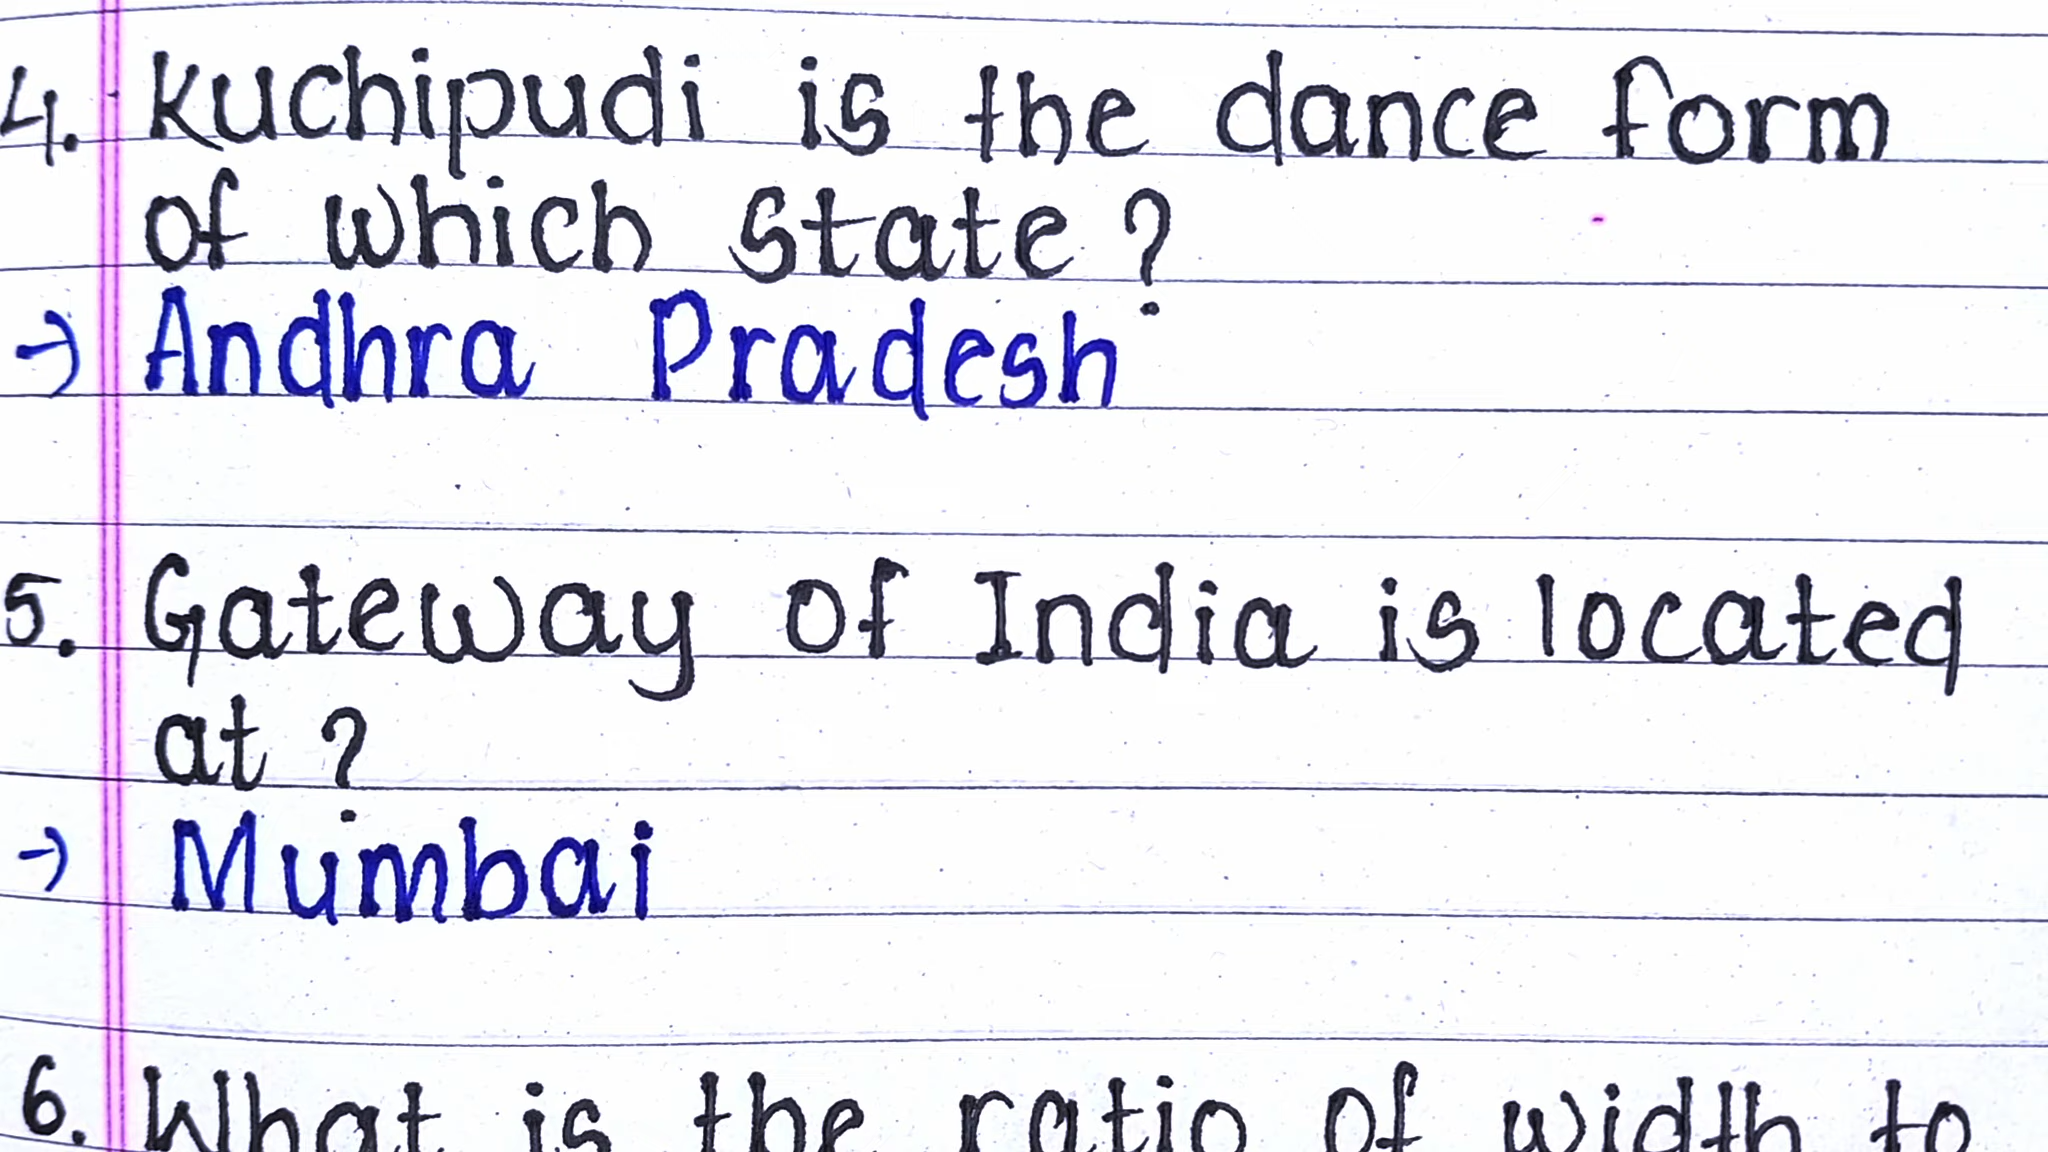 4. Kuchipudi is the dance form
of which state?
→ Andhra Pradesh
5. Gateway of India is located
at?
→ Mumbai
6. What is the ratio of width to